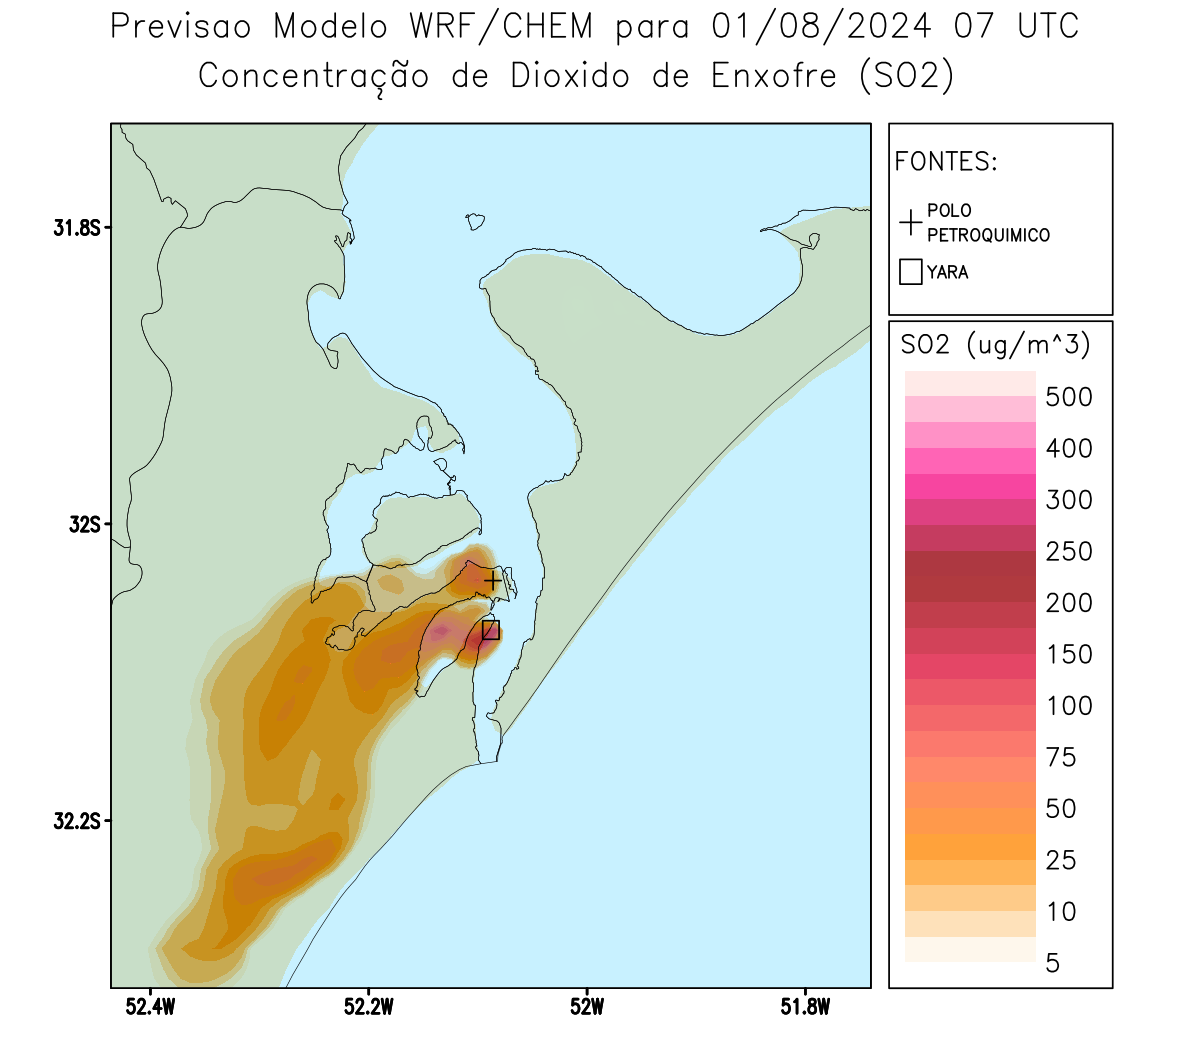 Previsao Modelo WRF/CHEM para 01/08/2024 07 UTC
Concentração de Dioxido de Enxofre (SO2)
31.8S
32S
32.2S
52.4W
52.2W
52W
51.8W
FONTES:
POLO
PETROQUIMICO
YARA
SO2 (ug/m^3)
500
400
300
250
200
150
100
75
50
25
10
5